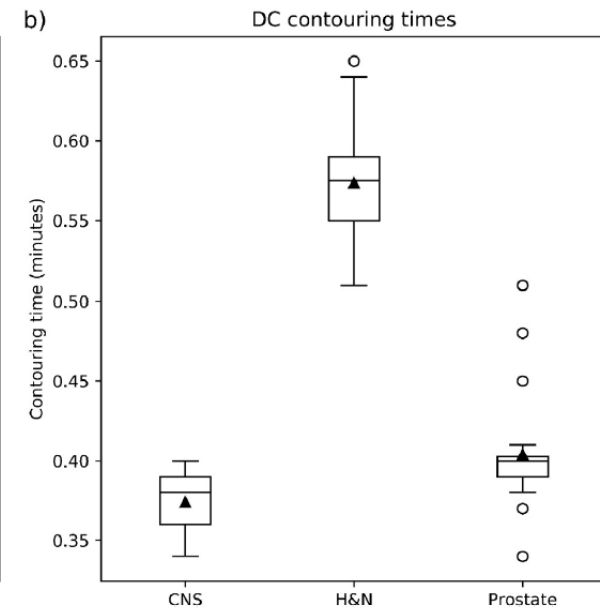 b)
DC contouring times
Contouring time (minutes)
0.65
0.60
0.55
0.50
0.45
0.40
0.35
CNS
H&N
Prostate